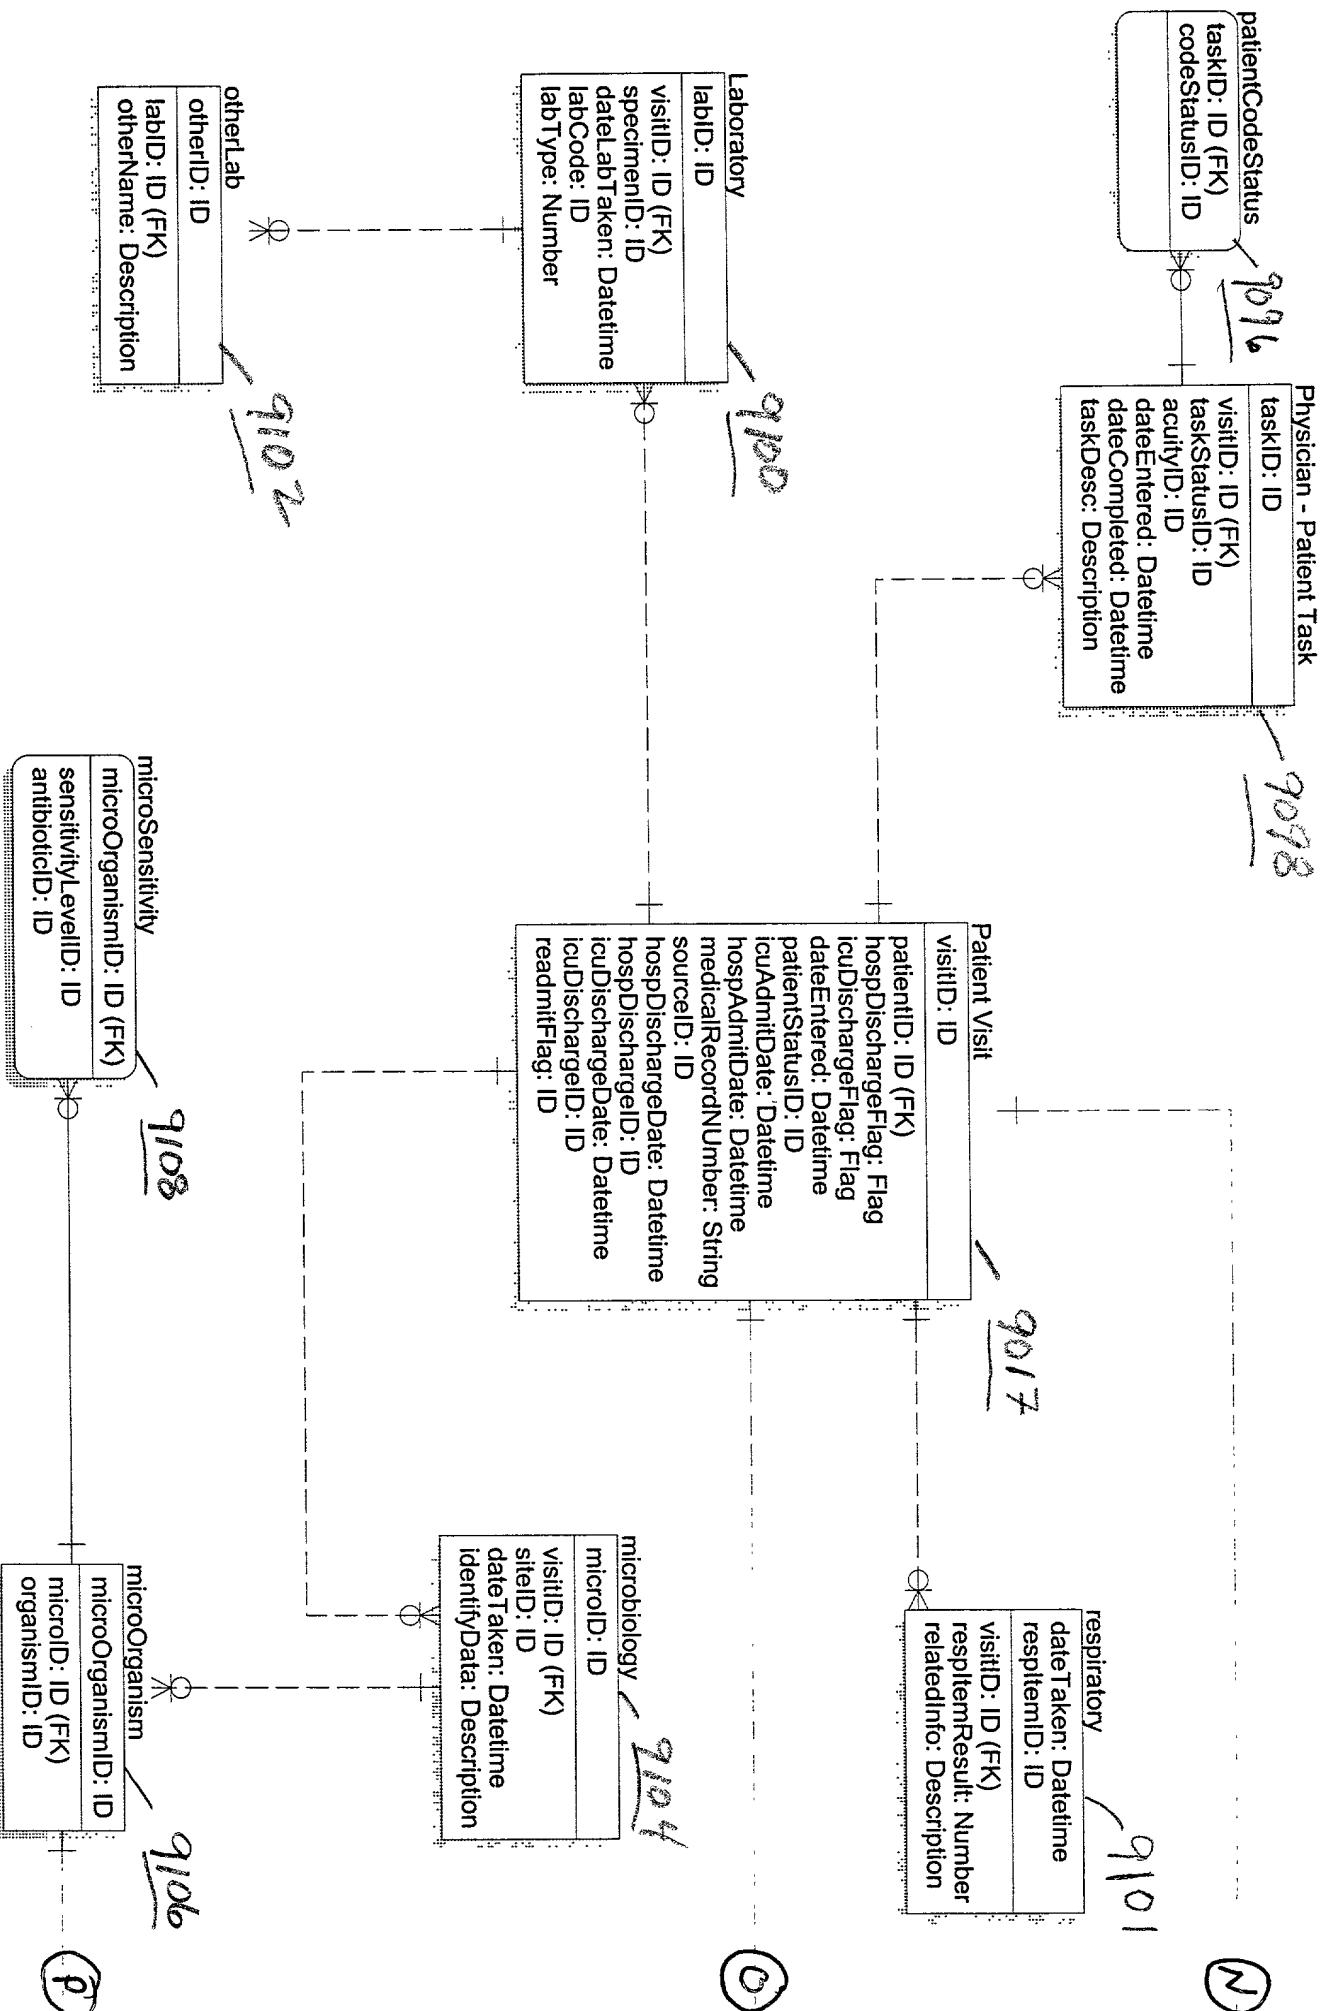 patientCodeStatus
taskID: ID (FK)
codeStatusID: ID
9096
Physician - Patient Task
taskID: ID
visitID: ID (FK)
taskStatusID: ID
acuityID: ID
dateEntered: Datetime
dateCompleted: Datetime
taskDesc: Description
9098
N
respiratory
dateTaken: Datetime
respItemID: ID
visitID: ID (FK)
respItemResult: Number
relatedInfo: Description
9101
Laboratory
labID: ID
visitID: ID (FK)
specimenID: ID
dateLabTaken: Datetime
labCode: ID
labType: Number
9100
Patient Visit
visitID: ID
patientID: ID (FK)
hospDischargeFlag: Flag
icuDischargeFlag: Flag
dateEntered: Datetime
patientStatusID: ID
icuAdmitDate: Datetime
hospAdmitDate: Datetime
medicalRecordNUmber: String
sourceID: ID
hospDischargeDate: Datetime
hospDischargeID: ID
icuDischargeDate: Datetime
icuDischargeID: ID
readmitFlag: ID
9017
O
microbiology
microID: ID
visitID: ID (FK)
siteID: ID
dateTaken: Datetime
identifyData: Description
9104
otherLab
otherID: ID
labID: ID (FK)
otherName: Description
9102
microSensitivity
microOrganismID: ID (FK)
sensitivityLevelID: ID
antibioticID: ID
9108
microOrganism
microOrganismID: ID
microID: ID (FK)
organismID: ID
9106
P